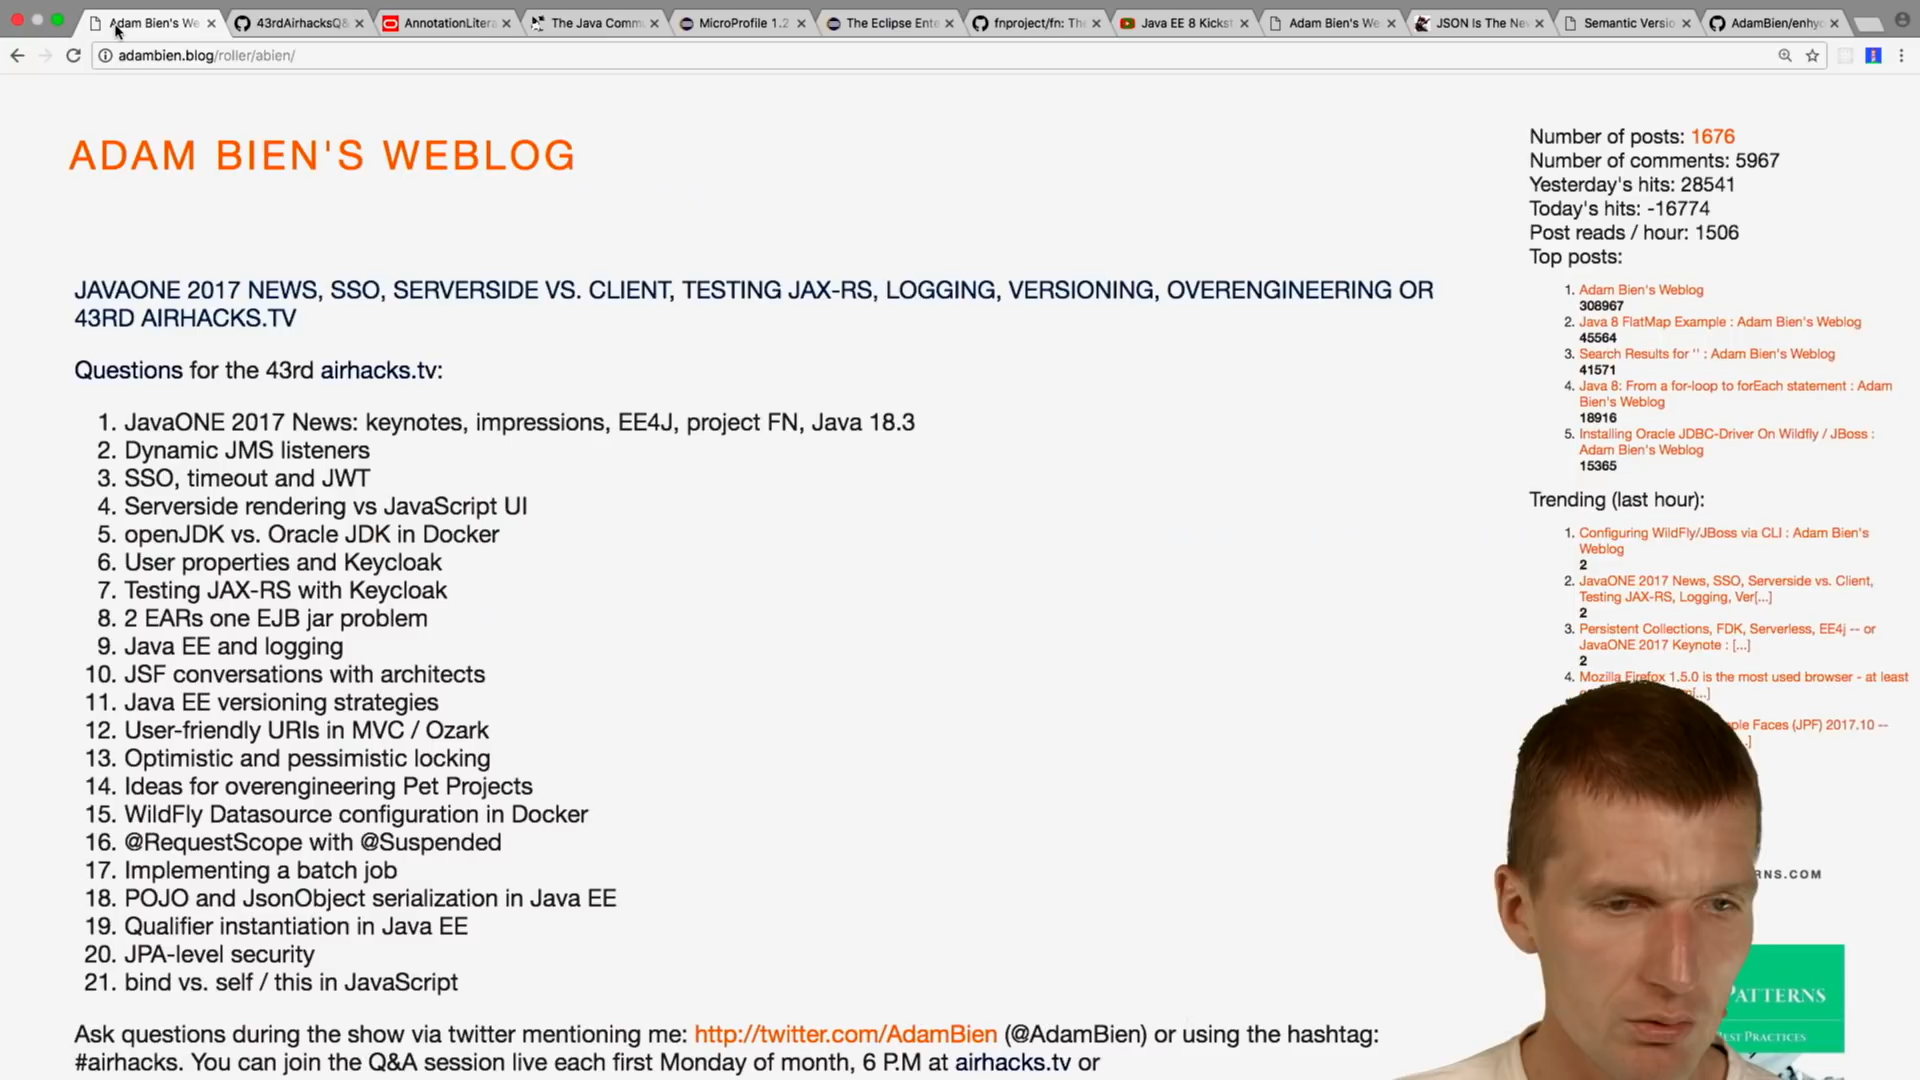 Adam Bien's We
43rdAirhacksQ&
AnnotationLitera
The Java Comm
MicroProfile 1.2
The Eclipse Ente
fnproject/fn: The
Java EE 8 Kickst
Adam Bien's We
JSON Is The New
Semantic Versio
AdamBien/enhy
adambien.blog/roller/abien/
ADAM BIEN'S WEBLOG
JAVAONE 2017 NEWS, SSO, SERVERSIDE VS. CLIENT, TESTING JAX-RS, LOGGING, VERSIONING, OVERENGINEERING OR
43RD AIRHACKS.TV
Questions for the 43rd airhacks.tv:
1. JavaONE 2017 News: keynotes, impressions, EE4J, project FN, Java 18.3
2. Dynamic JMS listeners
3. SSO, timeout and JWT
4. Serverside rendering vs JavaScript UI
5. openJDK vs. Oracle JDK in Docker
6. User properties and Keycloak
7. Testing JAX-RS with Keycloak
8. 2 EARs one EJB jar problem
9. Java EE and logging
10. JSF conversations with architects
11. Java EE versioning strategies
12. User-friendly URIs in MVC / Ozark
13. Optimistic and pessimistic locking
14. Ideas for overengineering Pet Projects
15. WildFly Datasource configuration in Docker
16. @RequestScope with @Suspended
17. Implementing a batch job
18. POJO and JsonObject serialization in Java EE
19. Qualifier instantiation in Java EE
20. JPA-level security
21. bind vs. self / this in JavaScript
Ask questions during the show via twitter mentioning me: http://twitter.com/AdamBien (@AdamBien) or using the hashtag:
#airhacks. You can join the Q&A session live each first Monday of month, 6 P.M at airhacks.tv or
Number of posts: 1676
Number of comments: 5967
Yesterday's hits: 28541
Today's hits: -16774
Post reads / hour: 1506
Top posts:
1. Adam Bien's Weblog
308967
2. Java 8 FlatMap Example : Adam Bien's Weblog
45564
3. Search Results for '' : Adam Bien's Weblog
41571
4. Java 8: From a for-loop to forEach statement : Adam
Bien's Weblog
18916
5. Installing Oracle JDBC-Driver On Wildfly / JBoss :
Adam Bien's Weblog
15365
Trending (last hour):
1. Configuring WildFly/JBoss via CLI : Adam Bien's
Weblog
2
2. JavaONE 2017 News, SSO, Serverside vs. Client,
Testing JAX-RS, Logging, Ver[...]
2
3. Persistent Collections, FDK, Serverless, EE4j -- or
JavaONE 2017 Keynote : [...]
2
4. Mozilla Firefox 1.5.0 is the most used browser - at least
[...]
ple Faces (JPF) 2017.10 --
RNS.COM
PATTERNS
EST PRACTICES